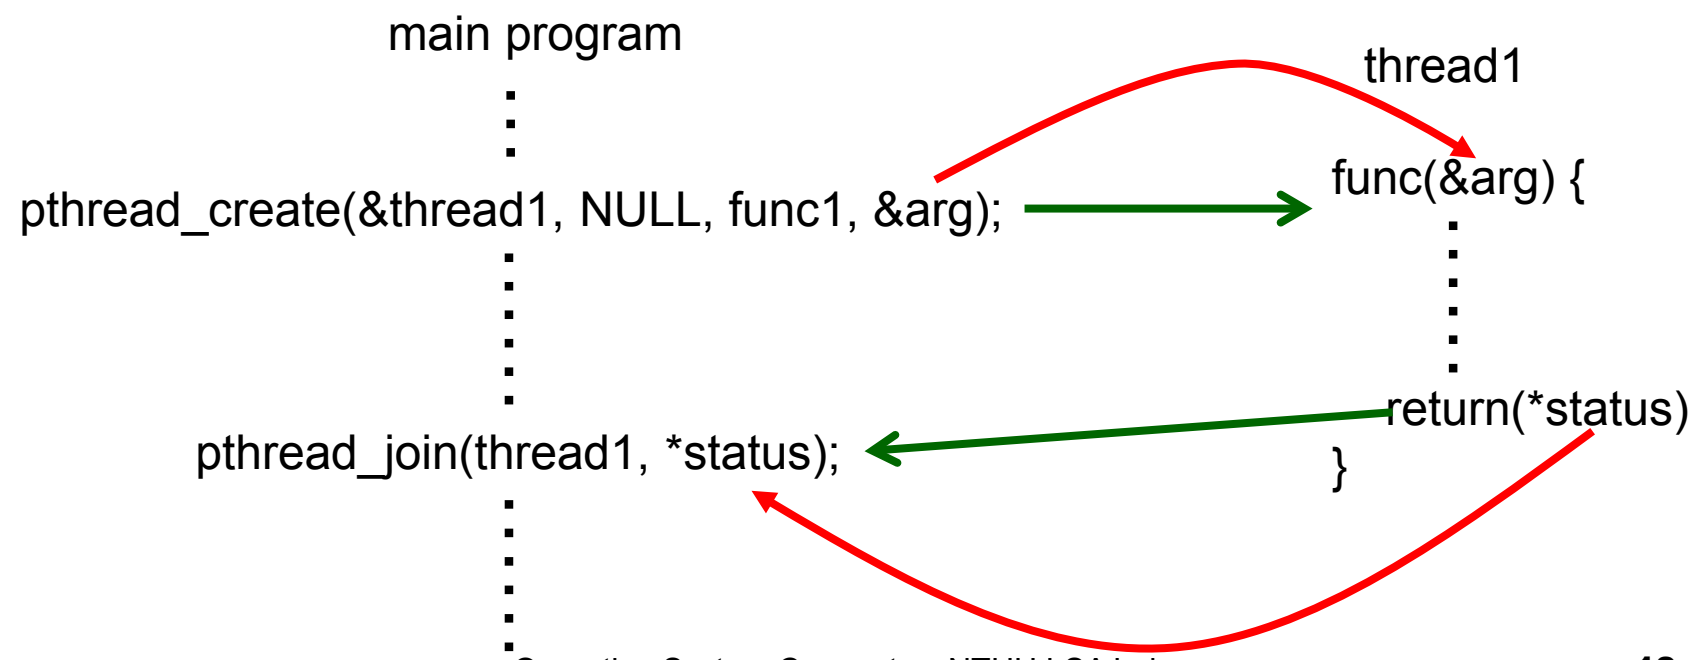 main program
thread1
func(&arg) {
pthread_create(&thread1, NULL, func1, &arg);
return(*status)
pthread_join(thread1, *status);
}